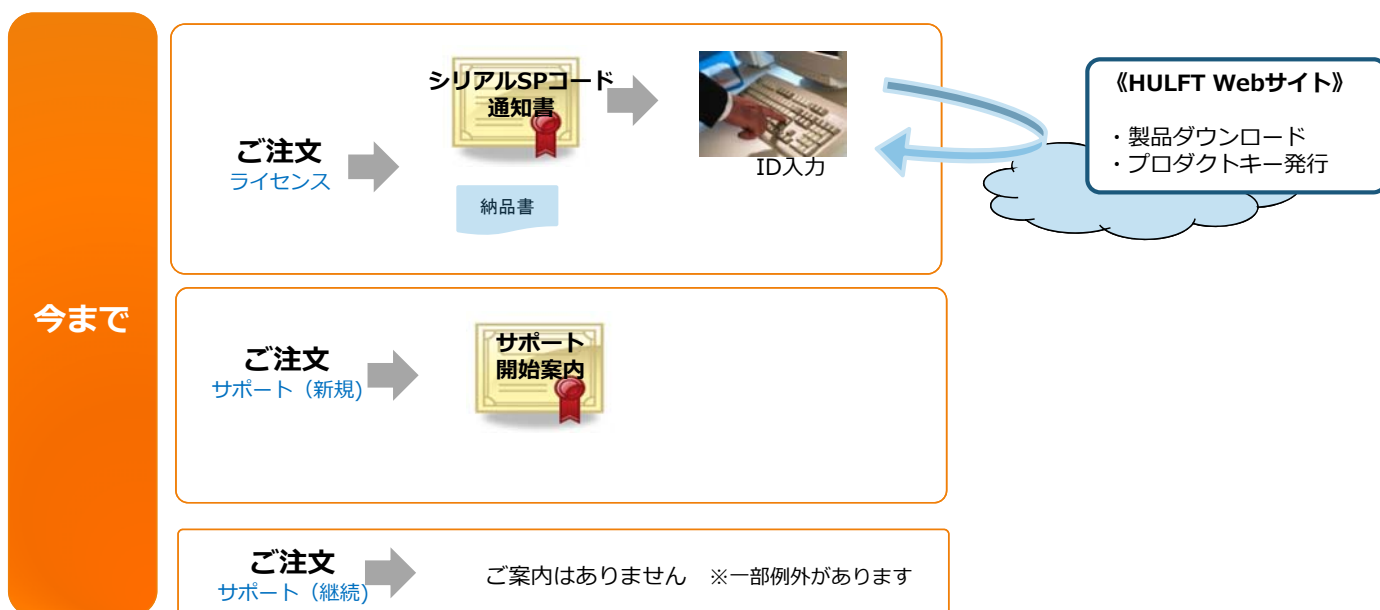 今まで
ご注文
ライセンス
シリアルSPコード
通知書
納品書
ID入力
《HULFT Webサイト》
・製品ダウンロード
・プロダクトキー発行
ご注文
サポート（新規)
サポート
開始案内
ご注文
サポート（継続)
ご案内はありません ※一部例外があります